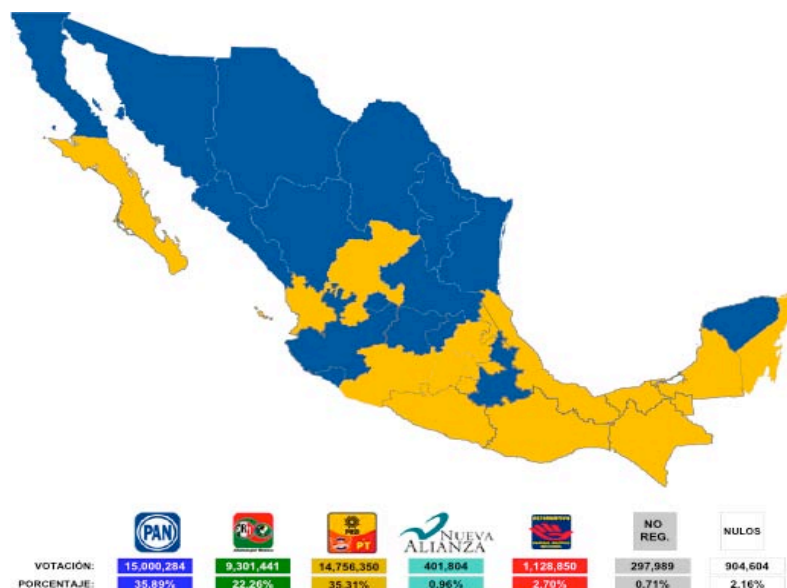 PAN
PRD
PT
NUEVA ALIANZA
ALTERNATIVA
NO REG.
NULOS
VOTACIÓN: 15,000,284 9,301,441 14,756,350 401,804 1,128,850 297,989 904,604
PORCENTAJE: 35.89% 22.26% 35.31% 0.96% 2.70% 0.71% 2.16%